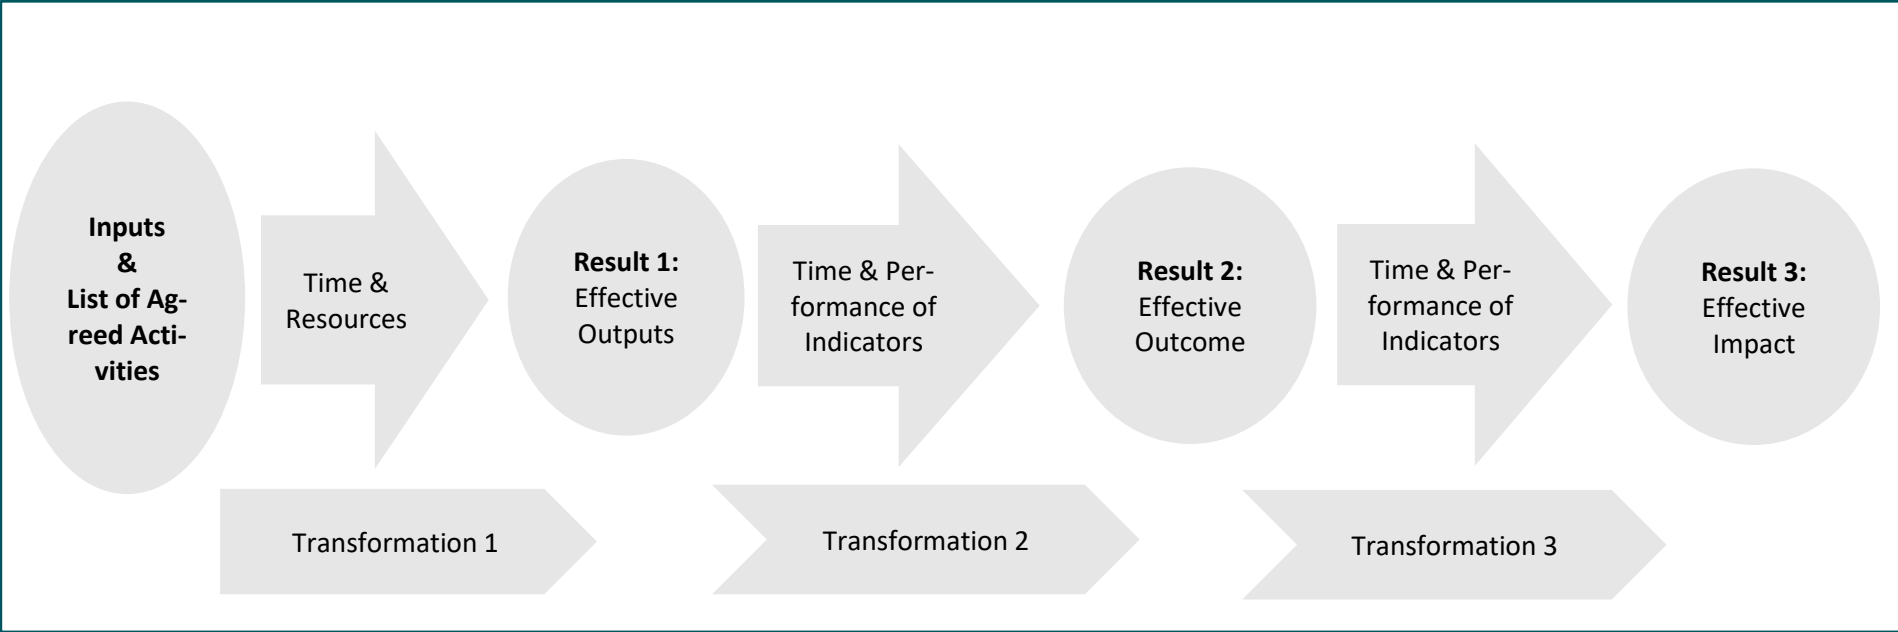 Inputs
&
List of Ag-
reed Acti-
vities
Time &
Resources
Result 1:
Effective
Outputs
Time & Per-
formance of
Indicators
Result 2:
Effective
Outcome
Time & Per-
formance of
Indicators
Result 3:
Effective
Impact
Transformation 1
Transformation 2
Transformation 3